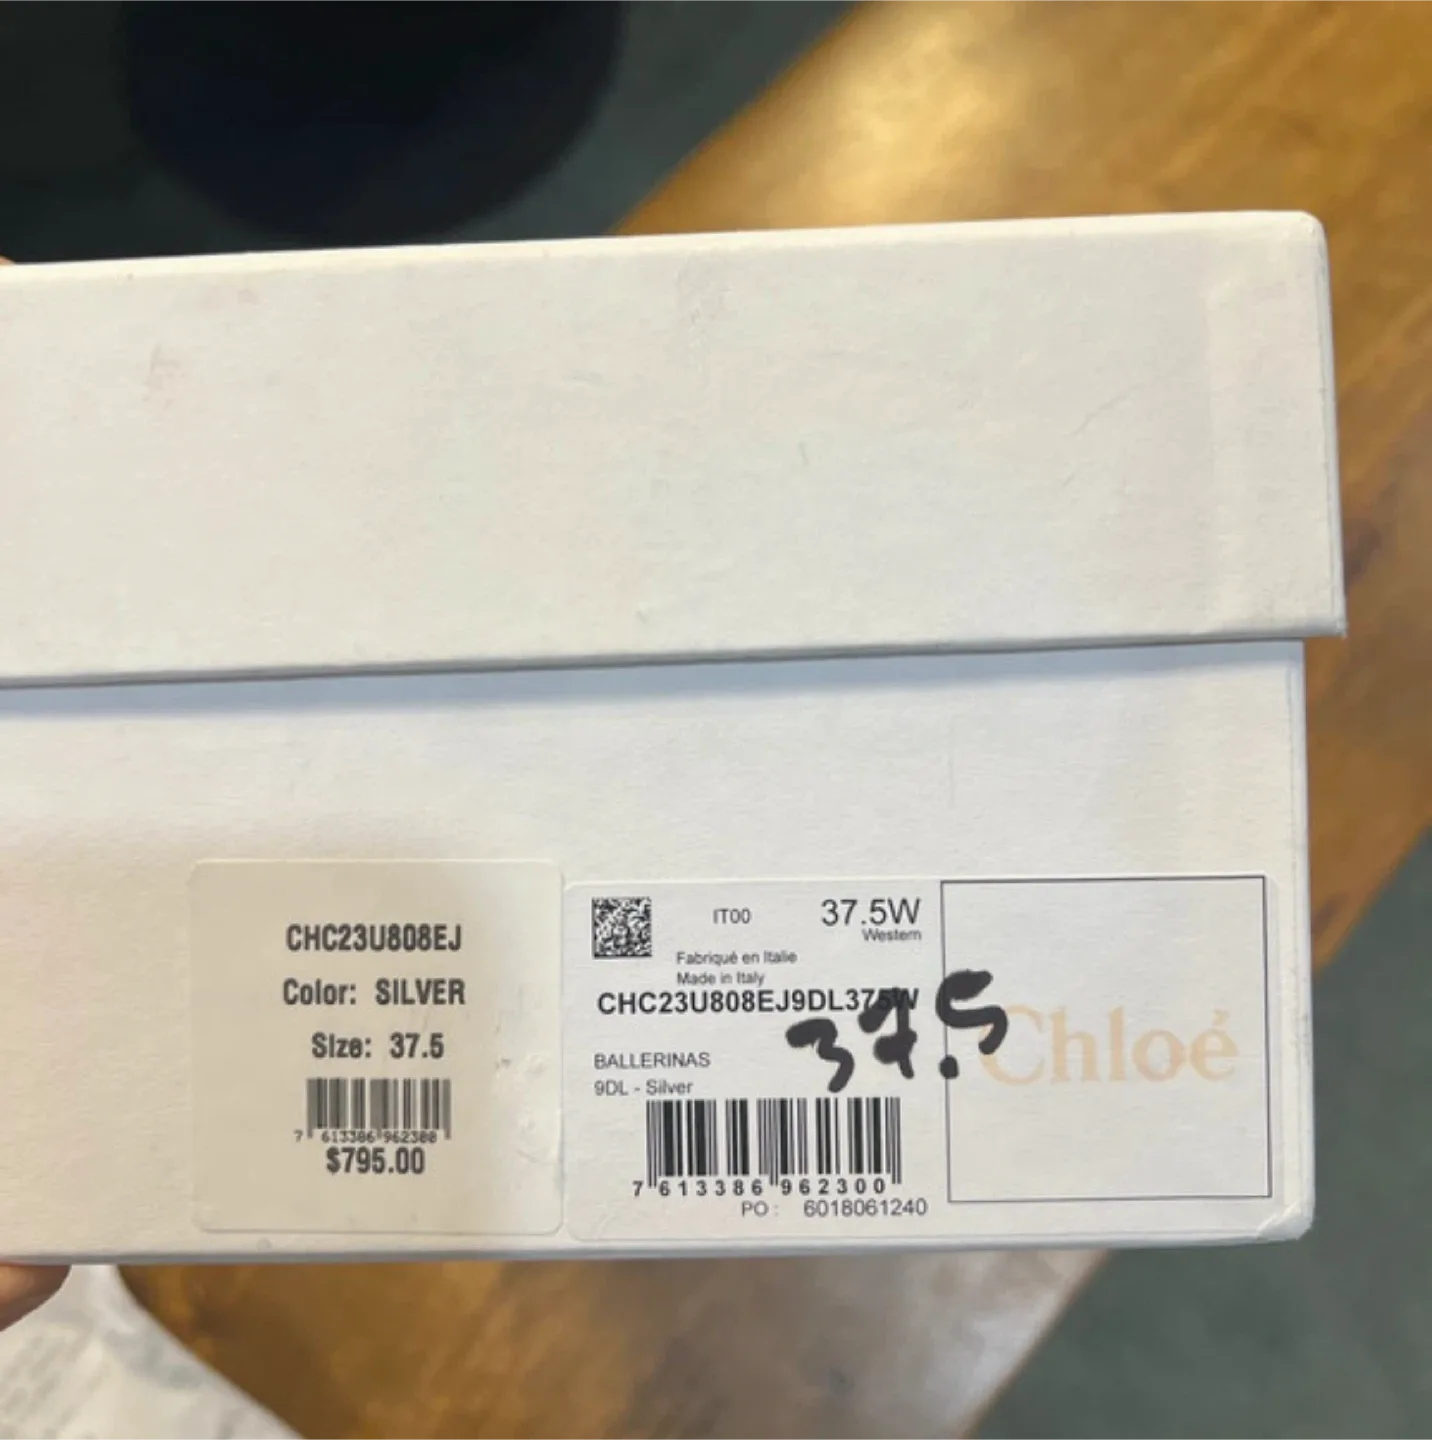 CHC23U808EJ
Color: SILVER
Size: 37.5
7 613386 962300
$795.00
IT00
37.5W
Western
Fabriqué en Italie
Made in Italy
CHC23U808EJ9DL375W
37.5
BALLERINAS
9DL - Silver
7 613386 962300
PO : 6018061240
Chloé